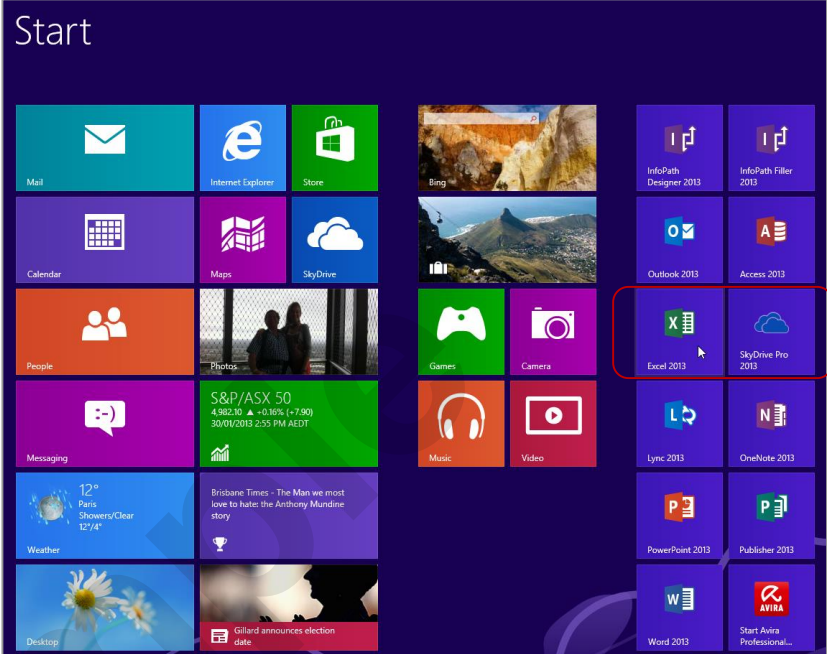 Start
Mail
Internet Explorer
Store
Calendar
Maps
SkyDrive
People
Photos
Messaging
S&P/ASX 50
4,982.10 ▲ +0.16% (+7.90)
30/01/2013 2:55 PM AEDT
12°
Paris
Showers/Clear
12°/4°
Weather
Brisbane Times - The Man we most
love to hate: the Anthony Mundine
story
Desktop
Gillard announces election
date
Bing
Games
Camera
Music
Video
InfoPath
Designer 2013
InfoPath Filler
2013
Outlook 2013
Access 2013
Excel 2013
SkyDrive Pro
2013
Lync 2013
OneNote 2013
PowerPoint 2013
Publisher 2013
Word 2013
AVIRA
Start Avira
Professional...